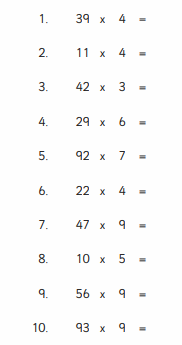 1. 39 x 4 =
2. 11 x 4 =
3. 42 x 3 =
4. 29 x 6 =
5. 92 x 7 =
6. 22 x 4 =
7. 47 x 9 =
8. 10 x 5 =
9. 56 x 9 =
10. 93 x 9 =